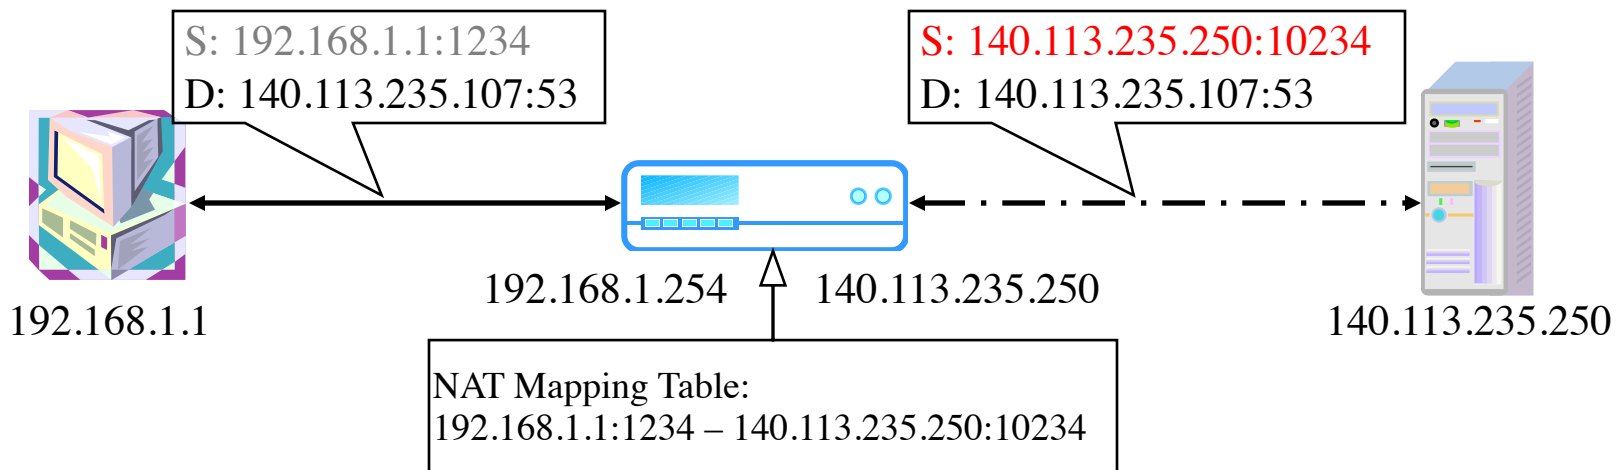 S: 192.168.1.1:1234
D: 140.113.235.107:53
S: 140.113.235.250:10234
D: 140.113.235.107:53
192.168.1.254
140.113.235.250
192.168.1.1
140.113.235.250
NAT Mapping Table:
192.168.1.1:1234 – 140.113.235.250:10234